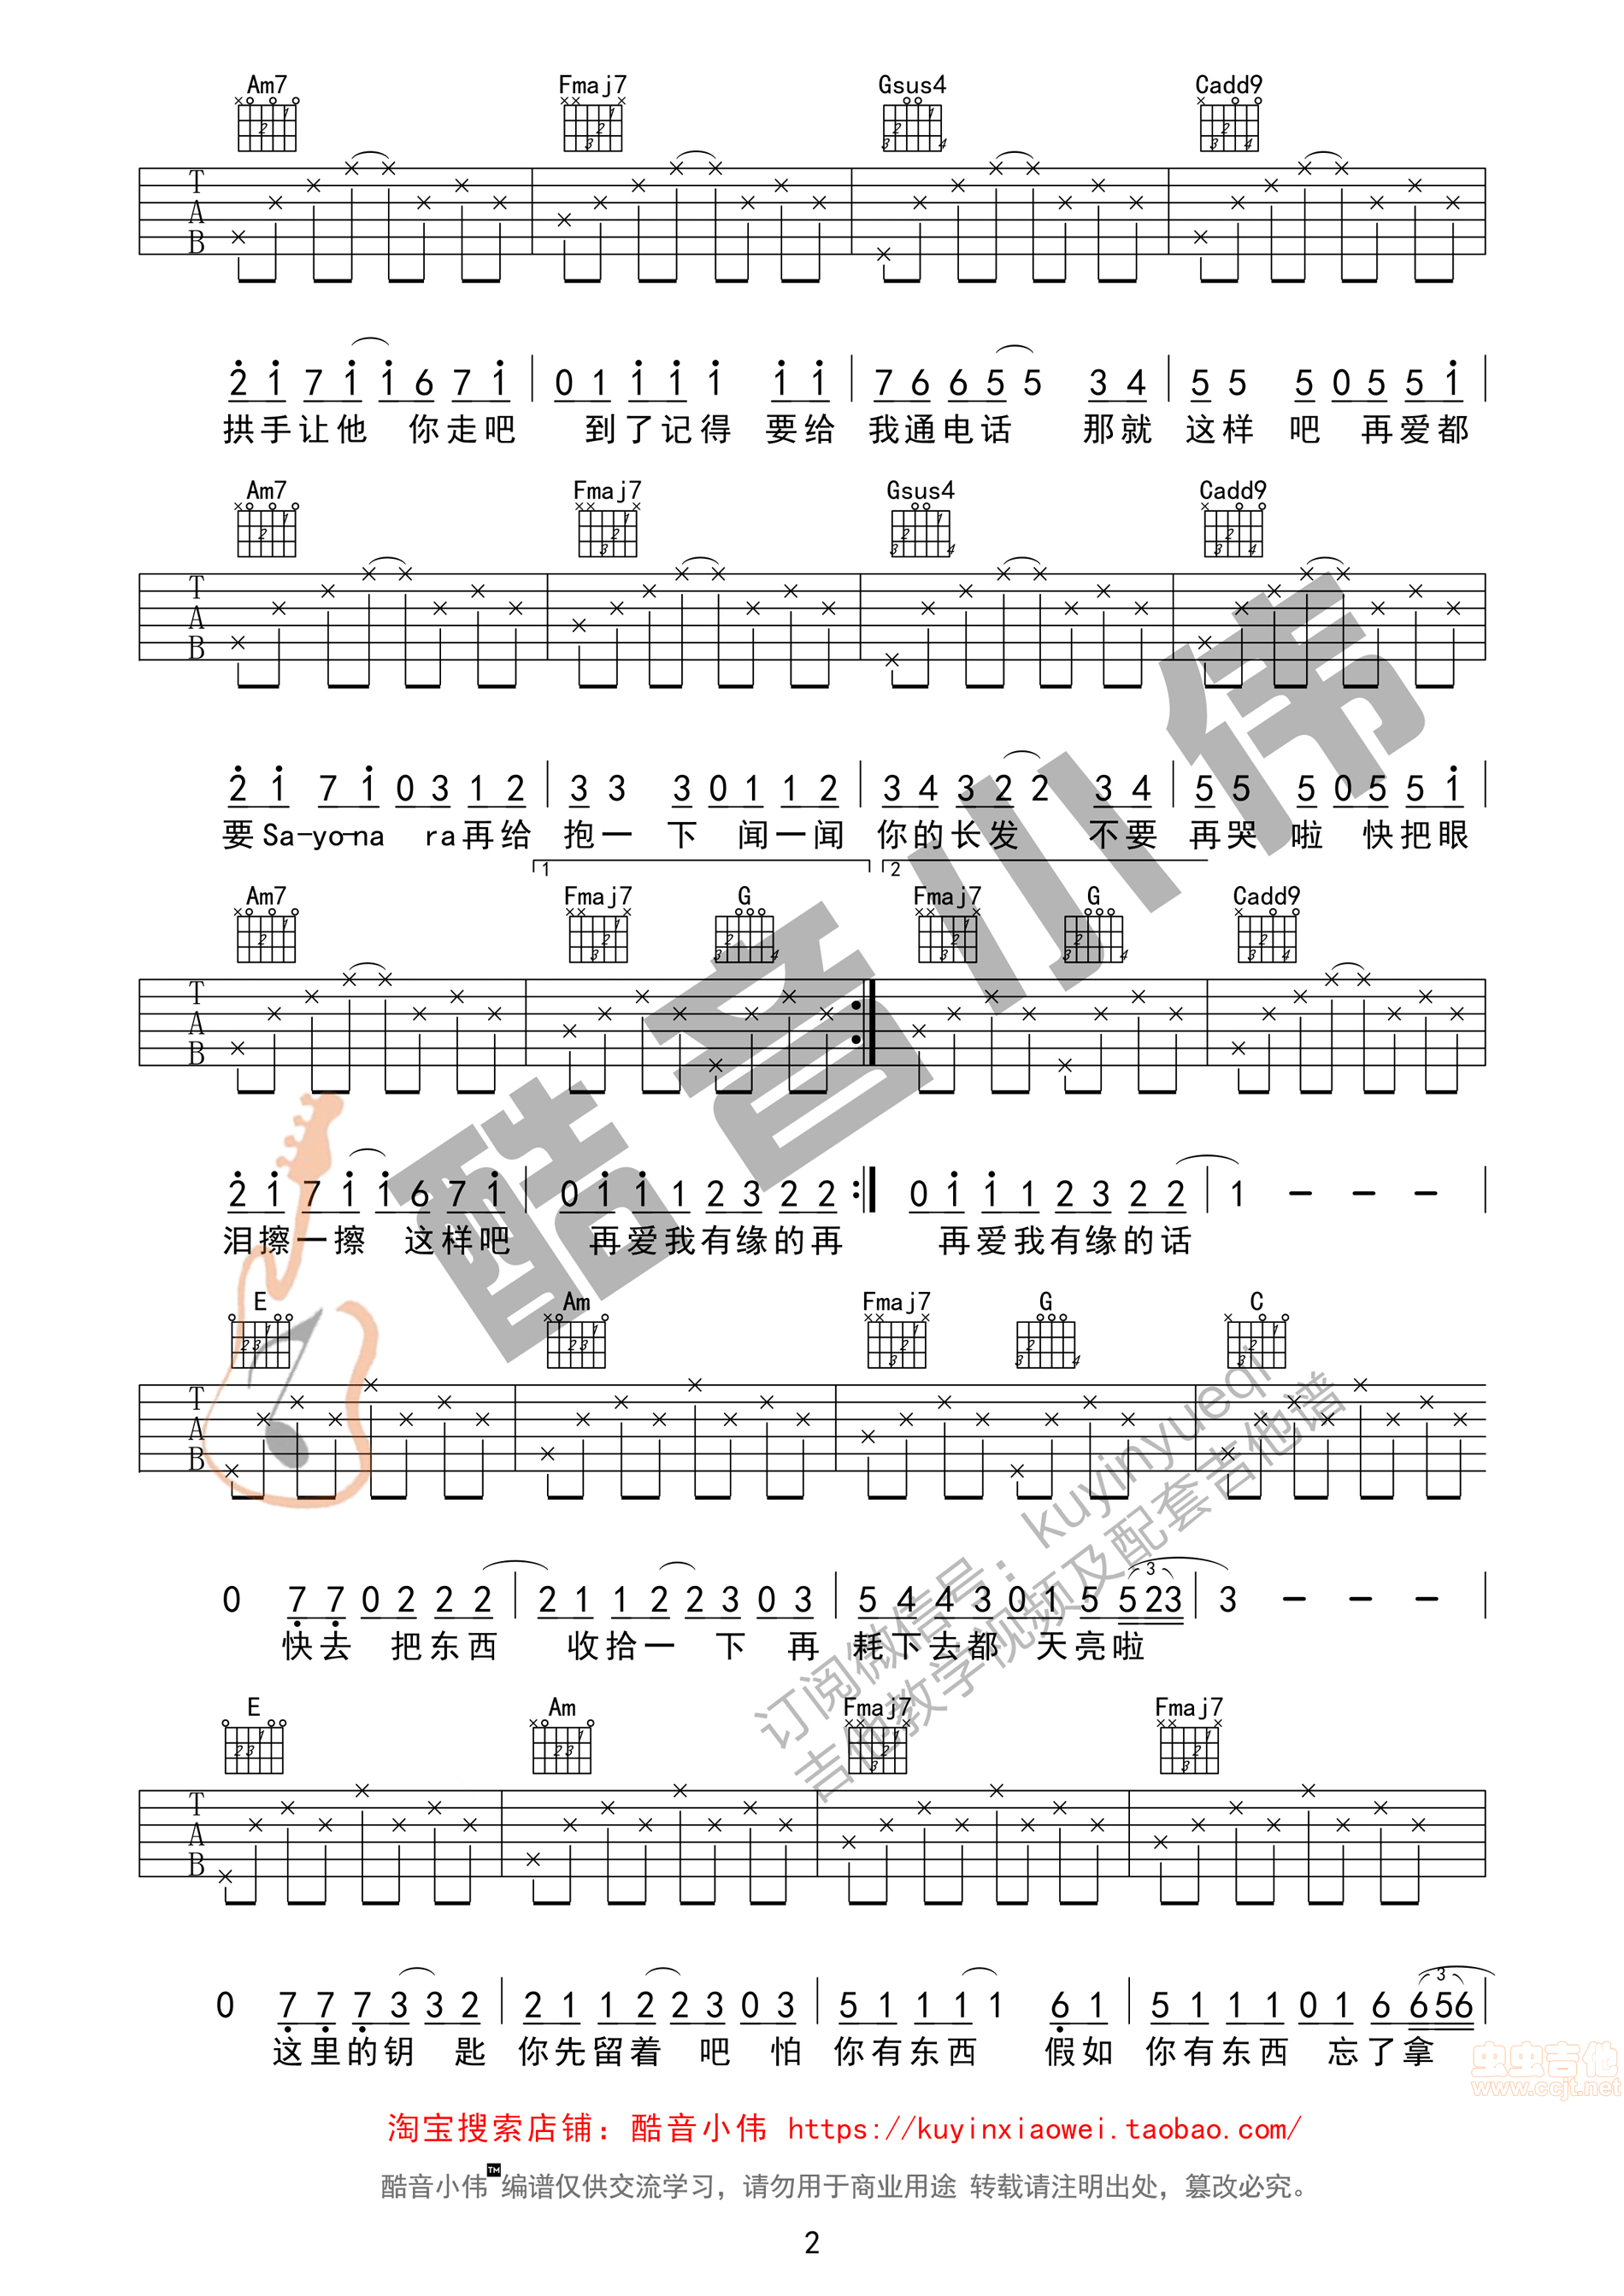 Am7 Fmaj7 Gsus4 Cadd9
T
A
B
2 1 7 1 1 6 7 1 | 0 1 1 1 1 1 1 | 7 6 6 5 5 3 4 | 5 5 5 0 5 5 1 |
拱手让他 你走吧 到了记得 要给 我通电话 那就 这样 吧 再爱都
Am7 Fmaj7 Gsus4 Cadd9
T
A
B
2 1 7 1 0 3 1 2 | 3 3 3 0 1 1 2 | 3 4 3 2 2 3 4 | 5 5 5 0 5 5 1 |
要Sa-yo-na ra再给 抱一 下 闻一闻 你的长发 不要 再哭 啦 快把眼
1 2
Am7 Fmaj7 G Fmaj7 G Cadd9
T
A
B
2 1 7 1 1 6 7 1 | 0 1 1 1 2 3 2 2 :| 0 1 1 1 2 3 2 2 | 1 - - - |
泪擦一擦 这样吧 再爱我有缘的再 再爱我有缘的话
E Am Fmaj7 G C
T
A
B
0 7 7 0 2 2 2 | 2 1 1 2 2 3 0 3 | 5 4 4 3 0 1 5 523 | 3 - - - |
3
快去 把东西 收拾一 下 再 耗下去都 天亮啦
E Am Fmaj7 Fmaj7
T
A
B
0 7 7 7 3 3 2 | 2 1 1 2 2 3 0 3 | 5 1 1 1 1 6 1 | 5 1 1 1 0 1 6 656 |
3
这里的钥 匙 你先留着 吧 怕 你有东西 假如 你有东西 忘了拿
酷音小伟
订阅微信号：kuyinyueqi
吉他教学视频及配套吉他谱
虫虫吉他
www.ccjt.net
淘宝搜索店铺：酷音小伟 https://kuyinxiaowei.taobao.com/
酷音小伟TM编谱仅供交流学习，请勿用于商业用途 转载请注明出处，篡改必究。
2